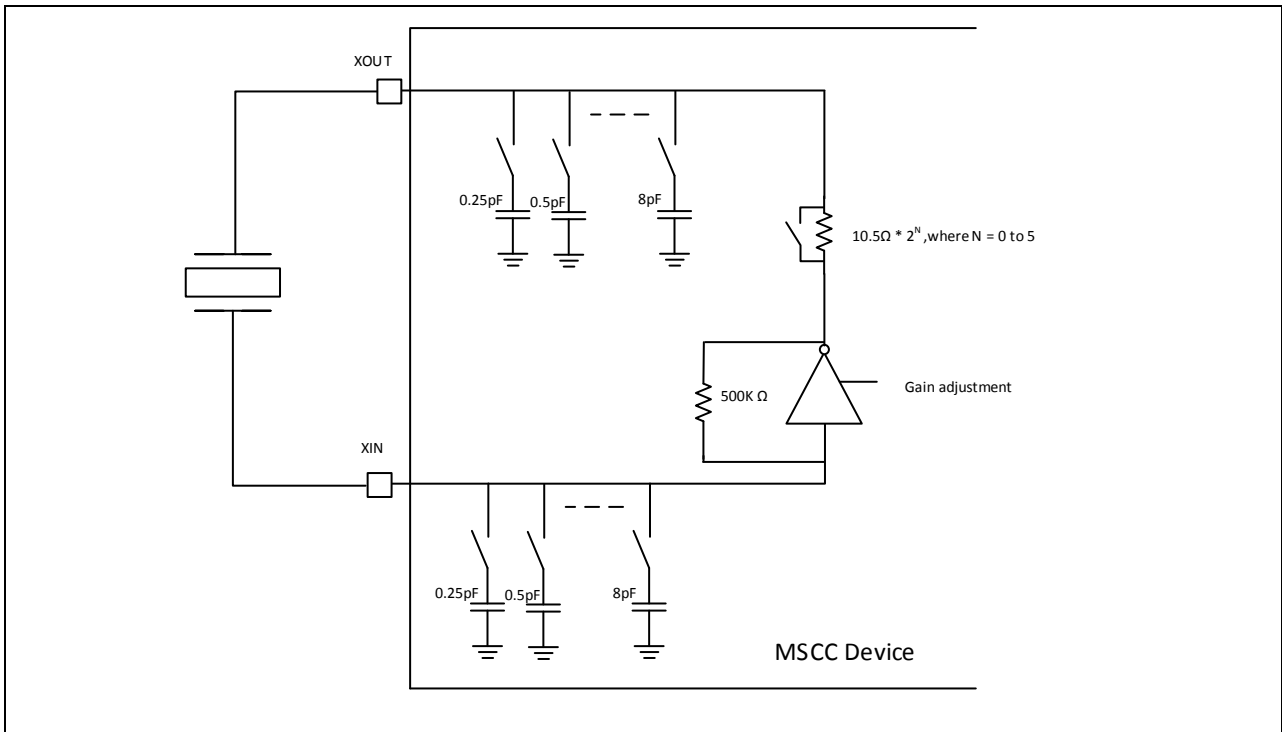 XOUT
0.25pF
0.5pF
8pF
10.5Ω * 2^N ,where N = 0 to 5
500K Ω
Gain adjustment
XIN
0.25pF
0.5pF
8pF
MSCC Device